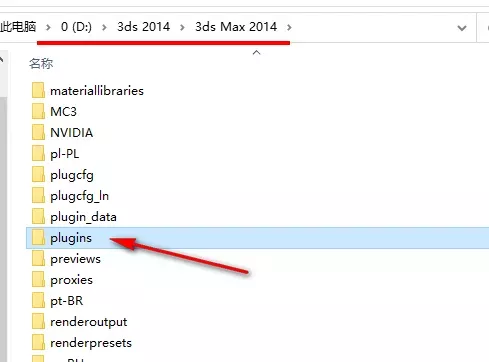 此电脑 > 0 (D:) > 3ds 2014 > 3ds Max 2014 >
名称
materiallibraries
MC3
NVIDIA
pl-PL
plugcfg
plugcfg_ln
plugin_data
plugins
previews
proxies
pt-BR
renderoutput
renderpresets